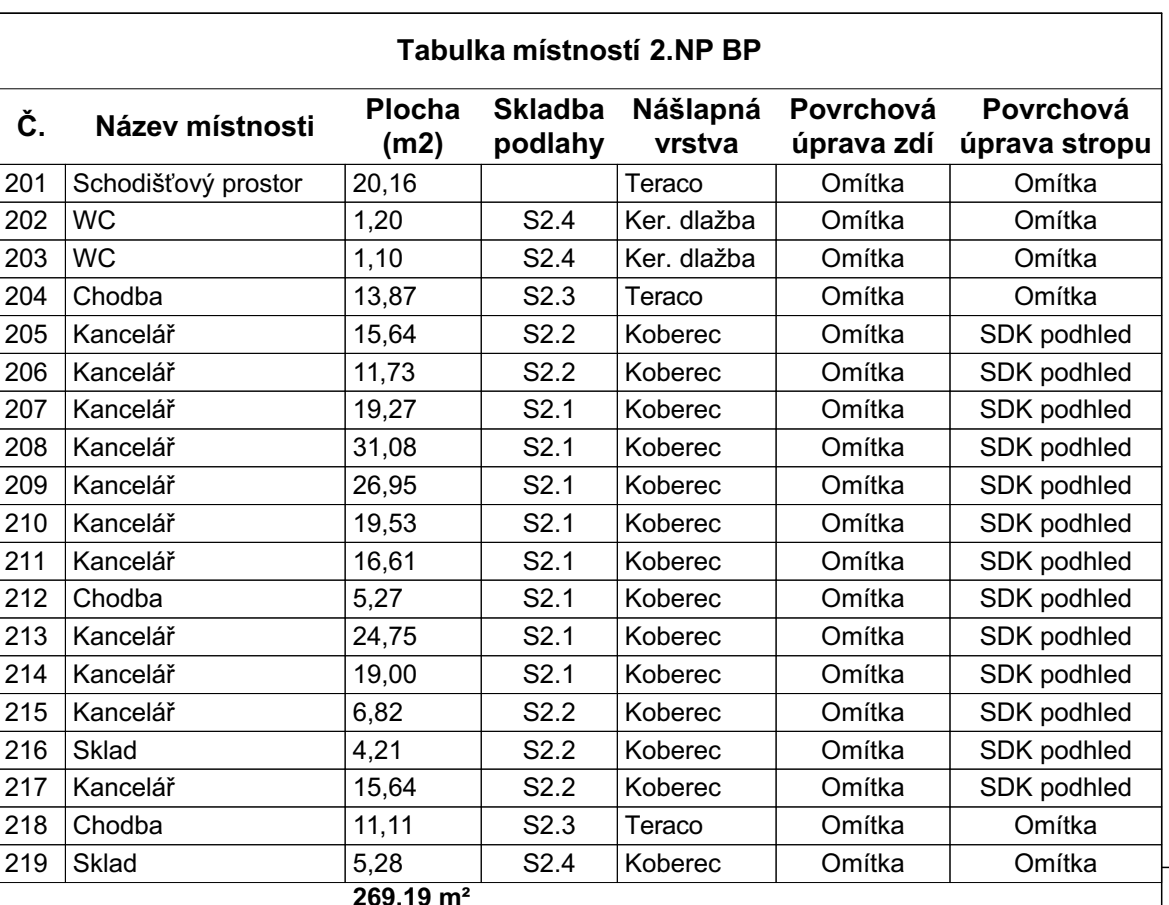 Tabulka místností 2.NP BP
Č. Název místnosti Plocha (m2) Skladba podlahy Nášlapná vrstva Povrchová úprava zdí Povrchová úprava stropu
201 Schodišťový prostor 20,16 Teraco Omítka Omítka
202 WC 1,20 S2.4 Ker. dlažba Omítka Omítka
203 WC 1,10 S2.4 Ker. dlažba Omítka Omítka
204 Chodba 13,87 S2.3 Teraco Omítka Omítka
205 Kancelář 15,64 S2.2 Koberec Omítka SDK podhled
206 Kancelář 11,73 S2.2 Koberec Omítka SDK podhled
207 Kancelář 19,27 S2.1 Koberec Omítka SDK podhled
208 Kancelář 31,08 S2.1 Koberec Omítka SDK podhled
209 Kancelář 26,95 S2.1 Koberec Omítka SDK podhled
210 Kancelář 19,53 S2.1 Koberec Omítka SDK podhled
211 Kancelář 16,61 S2.1 Koberec Omítka SDK podhled
212 Chodba 5,27 S2.1 Koberec Omítka SDK podhled
213 Kancelář 24,75 S2.1 Koberec Omítka SDK podhled
214 Kancelář 19,00 S2.1 Koberec Omítka SDK podhled
215 Kancelář 6,82 S2.2 Koberec Omítka SDK podhled
216 Sklad 4,21 S2.2 Koberec Omítka SDK podhled
217 Kancelář 15,64 S2.2 Koberec Omítka SDK podhled
218 Chodba 11,11 S2.3 Teraco Omítka Omítka
219 Sklad 5,28 S2.4 Koberec Omítka Omítka
269,19 m²